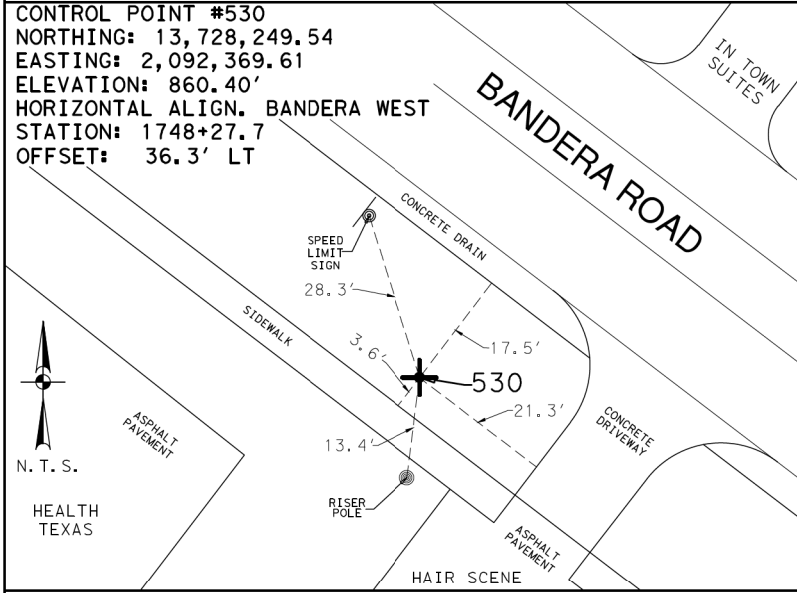 CONTROL POINT #530
NORTHING: 13,728,249.54
EASTING: 2,092,369.61
ELEVATION: 860.40'
HORIZONTAL ALIGN. BANDERA WEST
STATION: 1748+27.7
OFFSET: 36.3' LT
IN TOWN
SUITES
BANDERA ROAD
CONCRETE DRAIN
SPEED
LIMIT
SIGN
28.3'
SIDEWALK
3.6'
17.5'
530
21.3'
13.4'
CONCRETE
DRIVEWAY
ASPHALT
PAVEMENT
N.T.S.
HEALTH
TEXAS
RISER
POLE
ASPHALT
PAVEMENT
HAIR SCENE